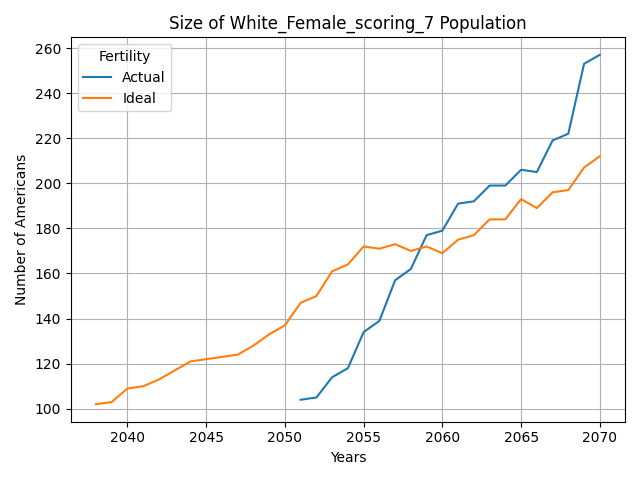 Size of White_Female_scoring_7 Population
260
240
220
200
180
160
140
120
100
Number of Americans
Fertility
Actual
Ideal
2040 2045 2050 2055 2060 2065 2070
Years